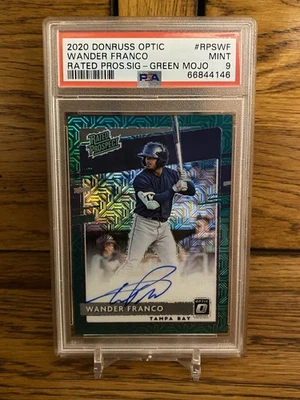 2020 DONRUSS OPTIC #RPSWF
WANDER FRANCO MINT
RATED PROS.SIG-GREEN MOJO 9
PSA 66844146
RATED
PROSPECT
WANDER FRANCO
OPTIC
TAMPA BAY